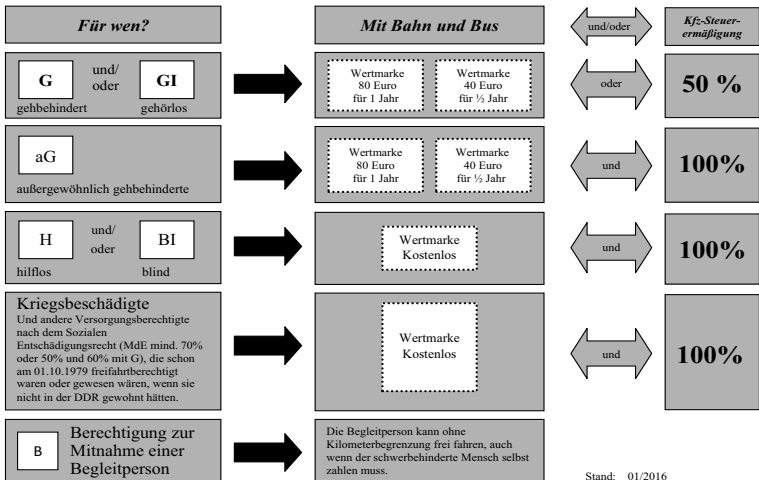 Für wen?
Mit Bahn und Bus
und/oder
Kfz-Steuer-
ermäßigung
G
und/
oder
GI
gehbehindert
gehörlos
Wertmarke
80 Euro
für 1 Jahr
Wertmarke
40 Euro
für ½ Jahr
oder
50 %
aG
außergewöhnlich gehbehinderte
Wertmarke
80 Euro
für 1 Jahr
Wertmarke
40 Euro
für ½ Jahr
und
100%
H
und/
oder
BI
hilflos
blind
Wertmarke
Kostenlos
und
100%
Kriegsbeschädigte
Und andere Versorgungsberechtigte
nach dem Sozialen
Entschädigungsrecht (MdE mind. 70%
oder 50% und 60% mit G), die schon
am 01.10.1979 freifahrtberechtigt
waren oder gewesen wären, wenn sie
nicht in der DDR gewohnt hätten.
Wertmarke
Kostenlos
und
100%
B
Berechtigung zur
Mitnahme einer
Begleitperson
Die Begleitperson kann ohne
Kilometerbegrenzung frei fahren, auch
wenn der schwerbehinderte Mensch selbst
zahlen muss.
Stand: 01/2016